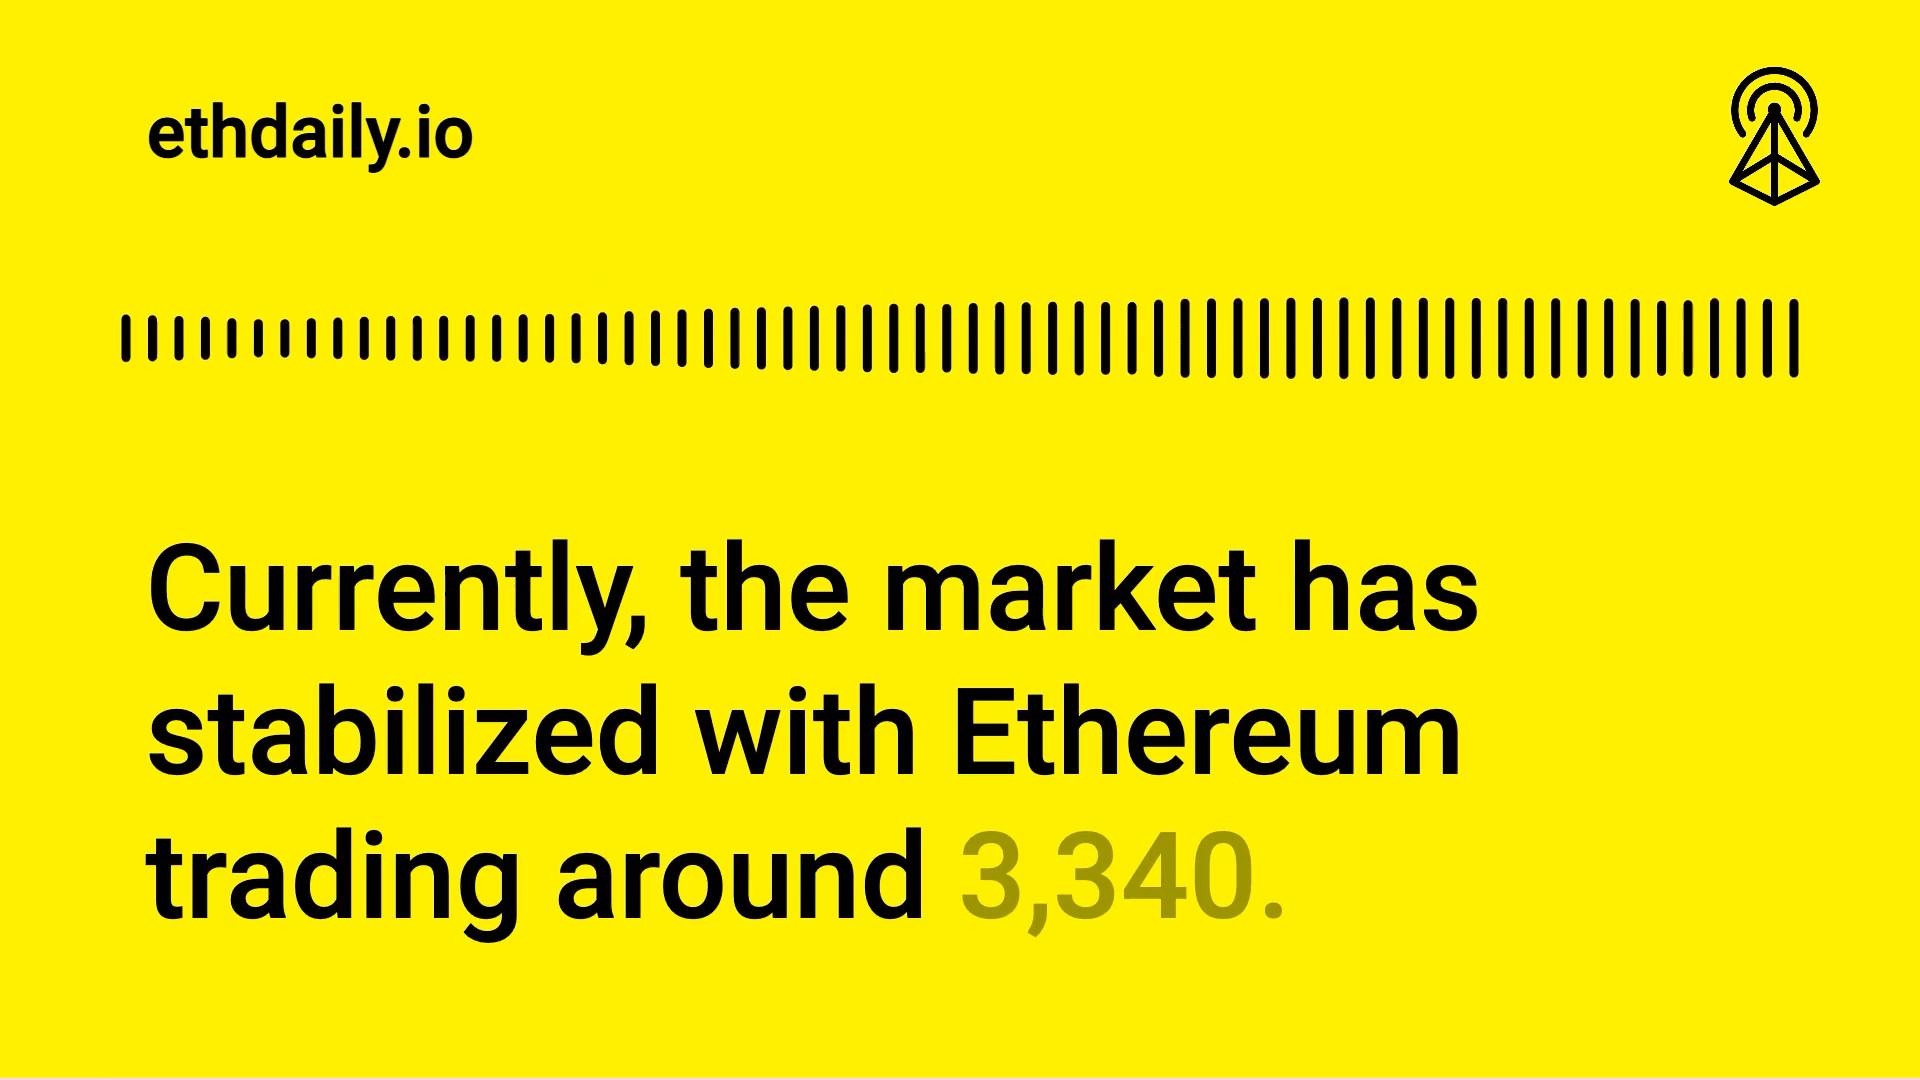 ethdaily.io
Currently, the market has
stabilized with Ethereum
trading around 3,340.